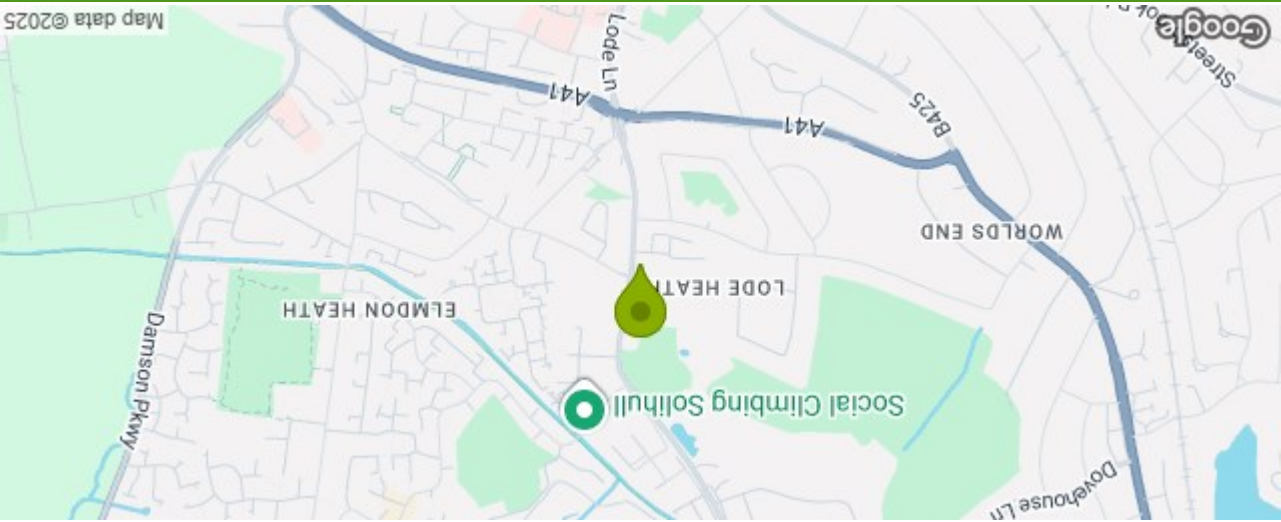 Dovehouse Ln
Social Climbing Solihull
Damson Pkwy
ELMDON HEATH
LODE HEATH
WORLDS END
A41
A41
B425
Lode Ln
Streets
Google
Map data ©2025